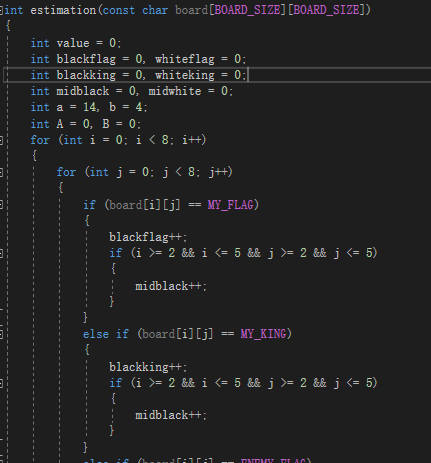 int estimation(const char board[BOARD_SIZE][BOARD_SIZE])
{
int value = 0;
int blackflag = 0, whiteflag = 0;
int blackking = 0, whiteking = 0;
int midblack = 0, midwhite = 0;
int a = 14, b = 4;
int A = 0, B = 0;
for (int i = 0; i < 8; i++)
{
for (int j = 0; j < 8; j++)
{
if (board[i][j] == MY_FLAG)
{
blackflag++;
if (i >= 2 && i <= 5 && j >= 2 && j <= 5)
{
midblack++;
}
}
else if (board[i][j] == MY_KING)
{
blackking++;
if (i >= 2 && i <= 5 && j >= 2 && j <= 5)
{
midblack++;
}
}
else if (board[i][j] == ENEMY_FLAG)